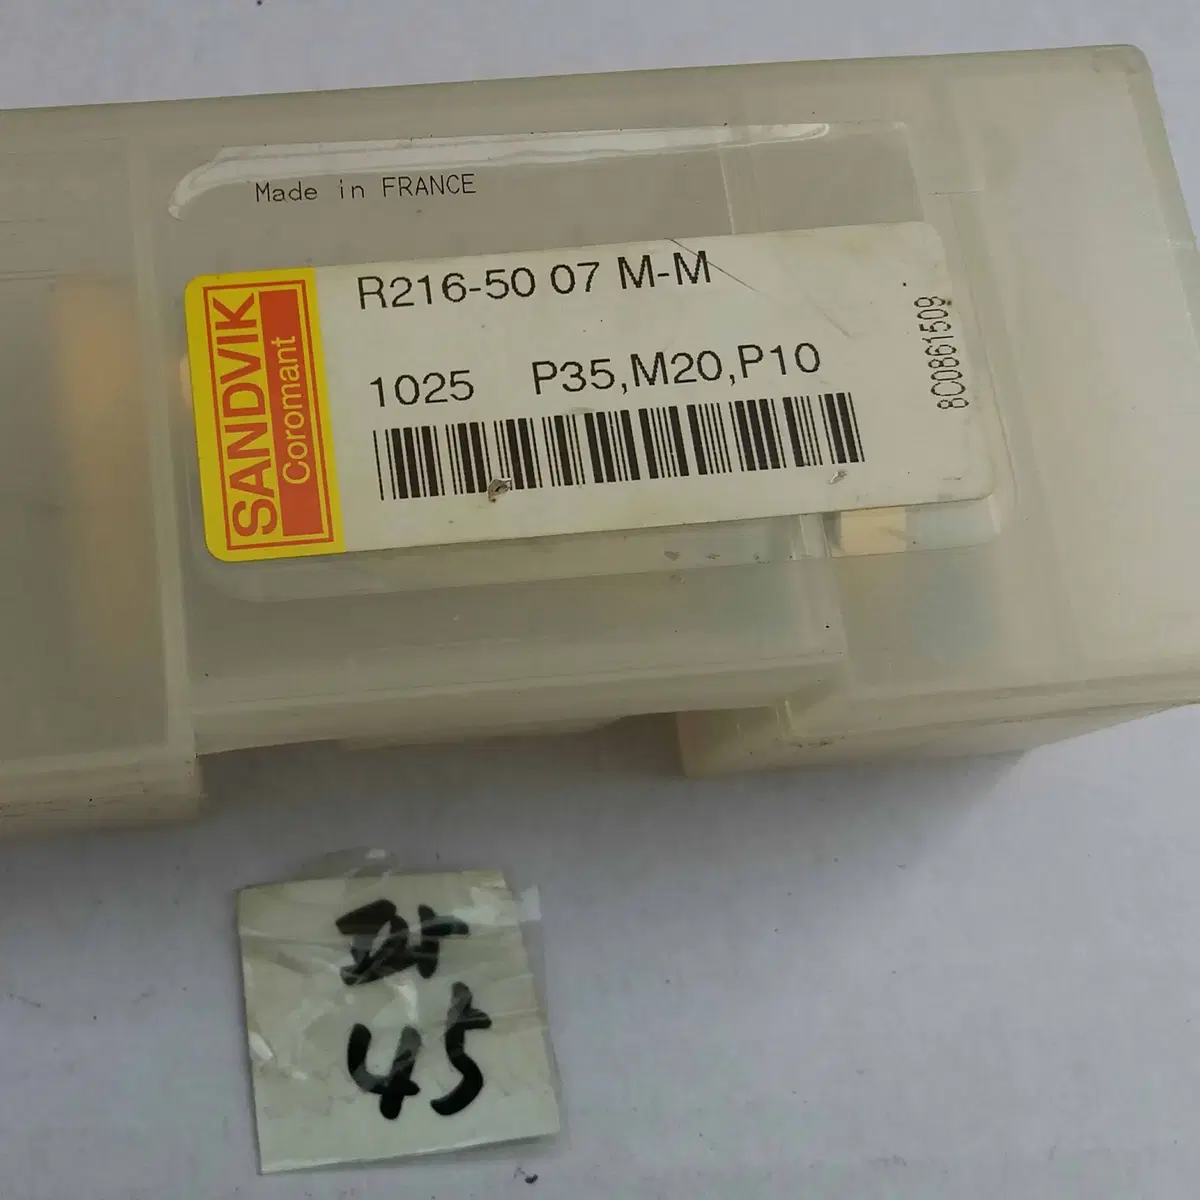 Made in FRANCE
SANDVIK
Coromant
R216-50 07 M-M
1025 P35,M20,P10
8C0861509
45